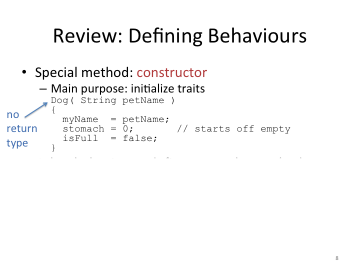 Review: Defining Behaviours
• Special method: constructor
– Main purpose: initialize traits
Dog( String petName )
{
myName = petName;
stomach = 0; // starts off empty
isFull = false;
}
no
return
type
8